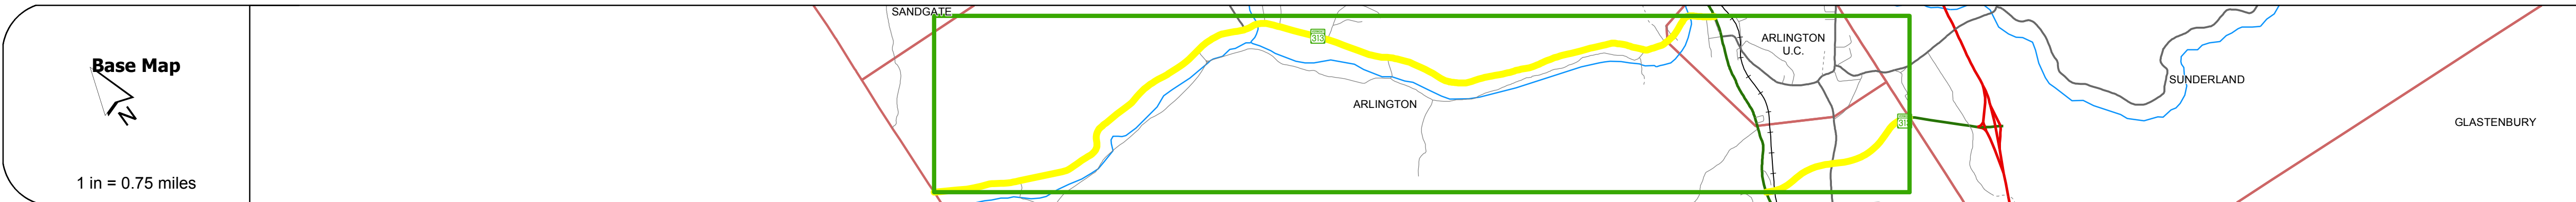 Base Map
N
1 in = 0.75 miles
SANDGATE
313
ARLINGTON
ARLINGTON
U.C.
SUNDERLAND
GLASTENBURY